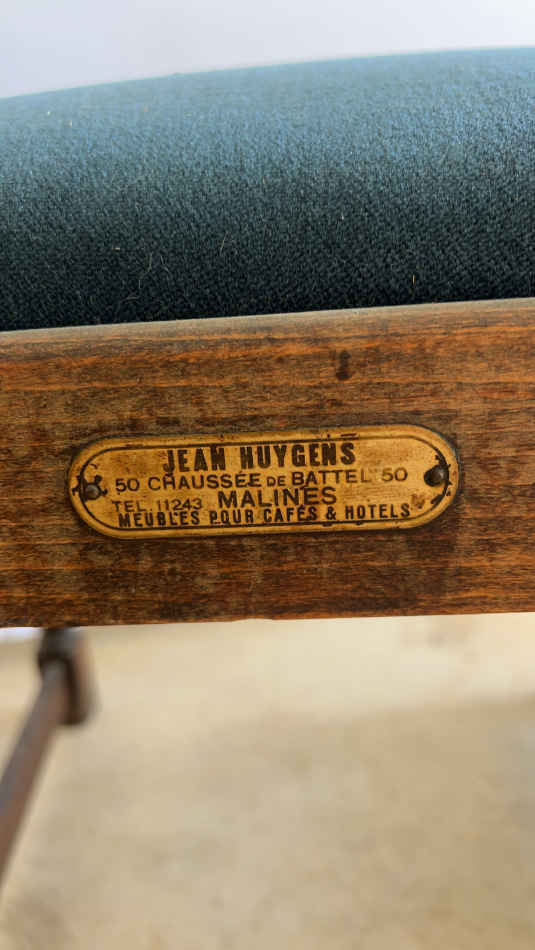 JEAN HUYGENS
50 CHAUSSÉE DE BATTEL 50
TEL. 11243 MALINES
MEUBLES POUR CAFÉS & HOTELS